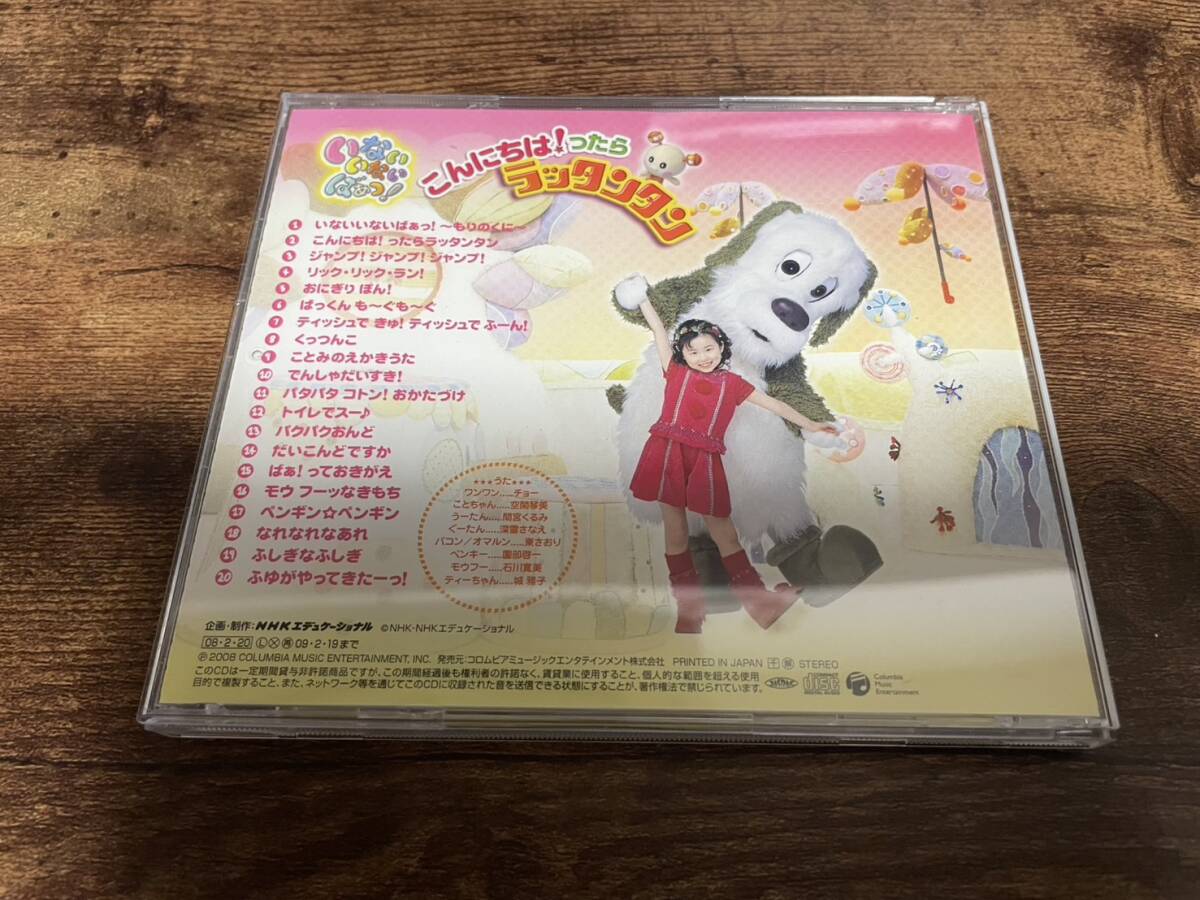 いない
いない
ばぁっ!
こんにちは!ったら
ラッタンタン
1 いないいないばぁっ! 〜もりのくに〜
2 こんにちは! ったらラッタンタン
3 ジャンプ! ジャンプ! ジャンプ!
4 リック・リック・ラン!
5 おにぎり ぽん!
6 ぱっくん も〜ぐも〜ぐ
7 ティッシュで きゅ! ティッシュで ふーん!
8 くっつんこ
9 ことみのえかきうた
10 でんしゃだいすき!
11 パタパタ コトン! おかたづけ
12 トイレでスー♪
13 パクパクおんど
14 だいこんどですか
15 ばぁ! っておきがえ
16 モウ フーッなきもち
17 ペンギン☆ペンギン
18 なれなれなあれ
19 ふしぎなふしぎ
20 ふゆがやってきたーっ!
★★★うた★★★
ワンワン.....チョー
ことちゃん.....空閑琴美
うーたん.....間宮くるみ
くーたん.....深雪さなえ
パコン/オマルン.....東さおり
ペンキー.....園部啓一
モウフー.....石川寛美
ティーちゃん.....城 雅子
企画・制作:NHKエデュケーショナル ©NHK・NHKエデュケーショナル
08・2・20 Ⓛ Ⓧ 再 09・2・19まで
Ⓟ2008 COLUMBIA MUSIC ENTERTAINMENT, INC. 発売元:コロムビアミュージックエンタテインメント株式会社 PRINTED IN JAPAN STEREO
このCDは一定期間貸与非許諾商品ですが、この期間経過後も権利者の許諾なく、賃貸業に使用すること、個人的な範囲を超える使用
目的で複製すること、また、ネットワーク等を通じてこのCDに収録された音を送信できる状態にすることが、著作権法で禁じられています。
COMPACT
disc
DIGITAL AUDIO
Columbia
Music
Entertainment